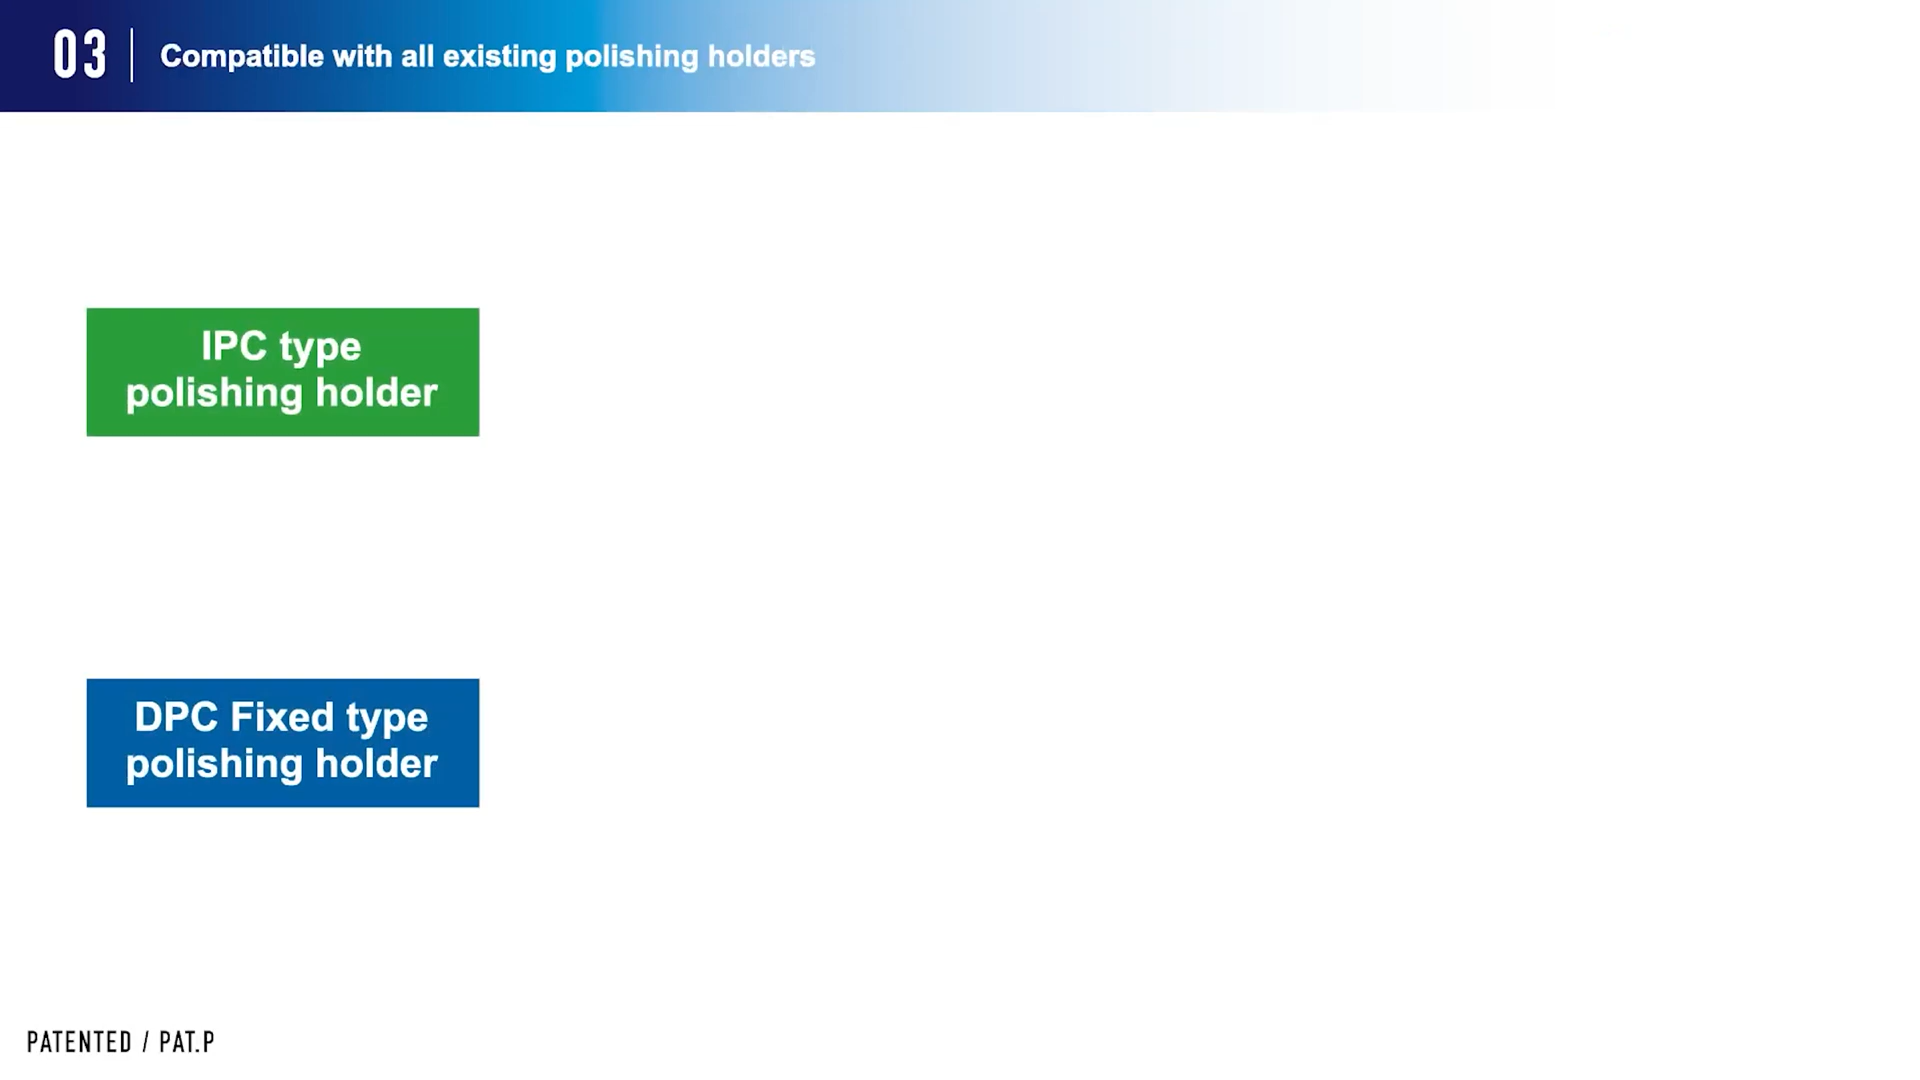 03
Compatible with all existing polishing holders
IPC type
polishing holder
DPC Fixed type
polishing holder
PATENTED / PAT.P